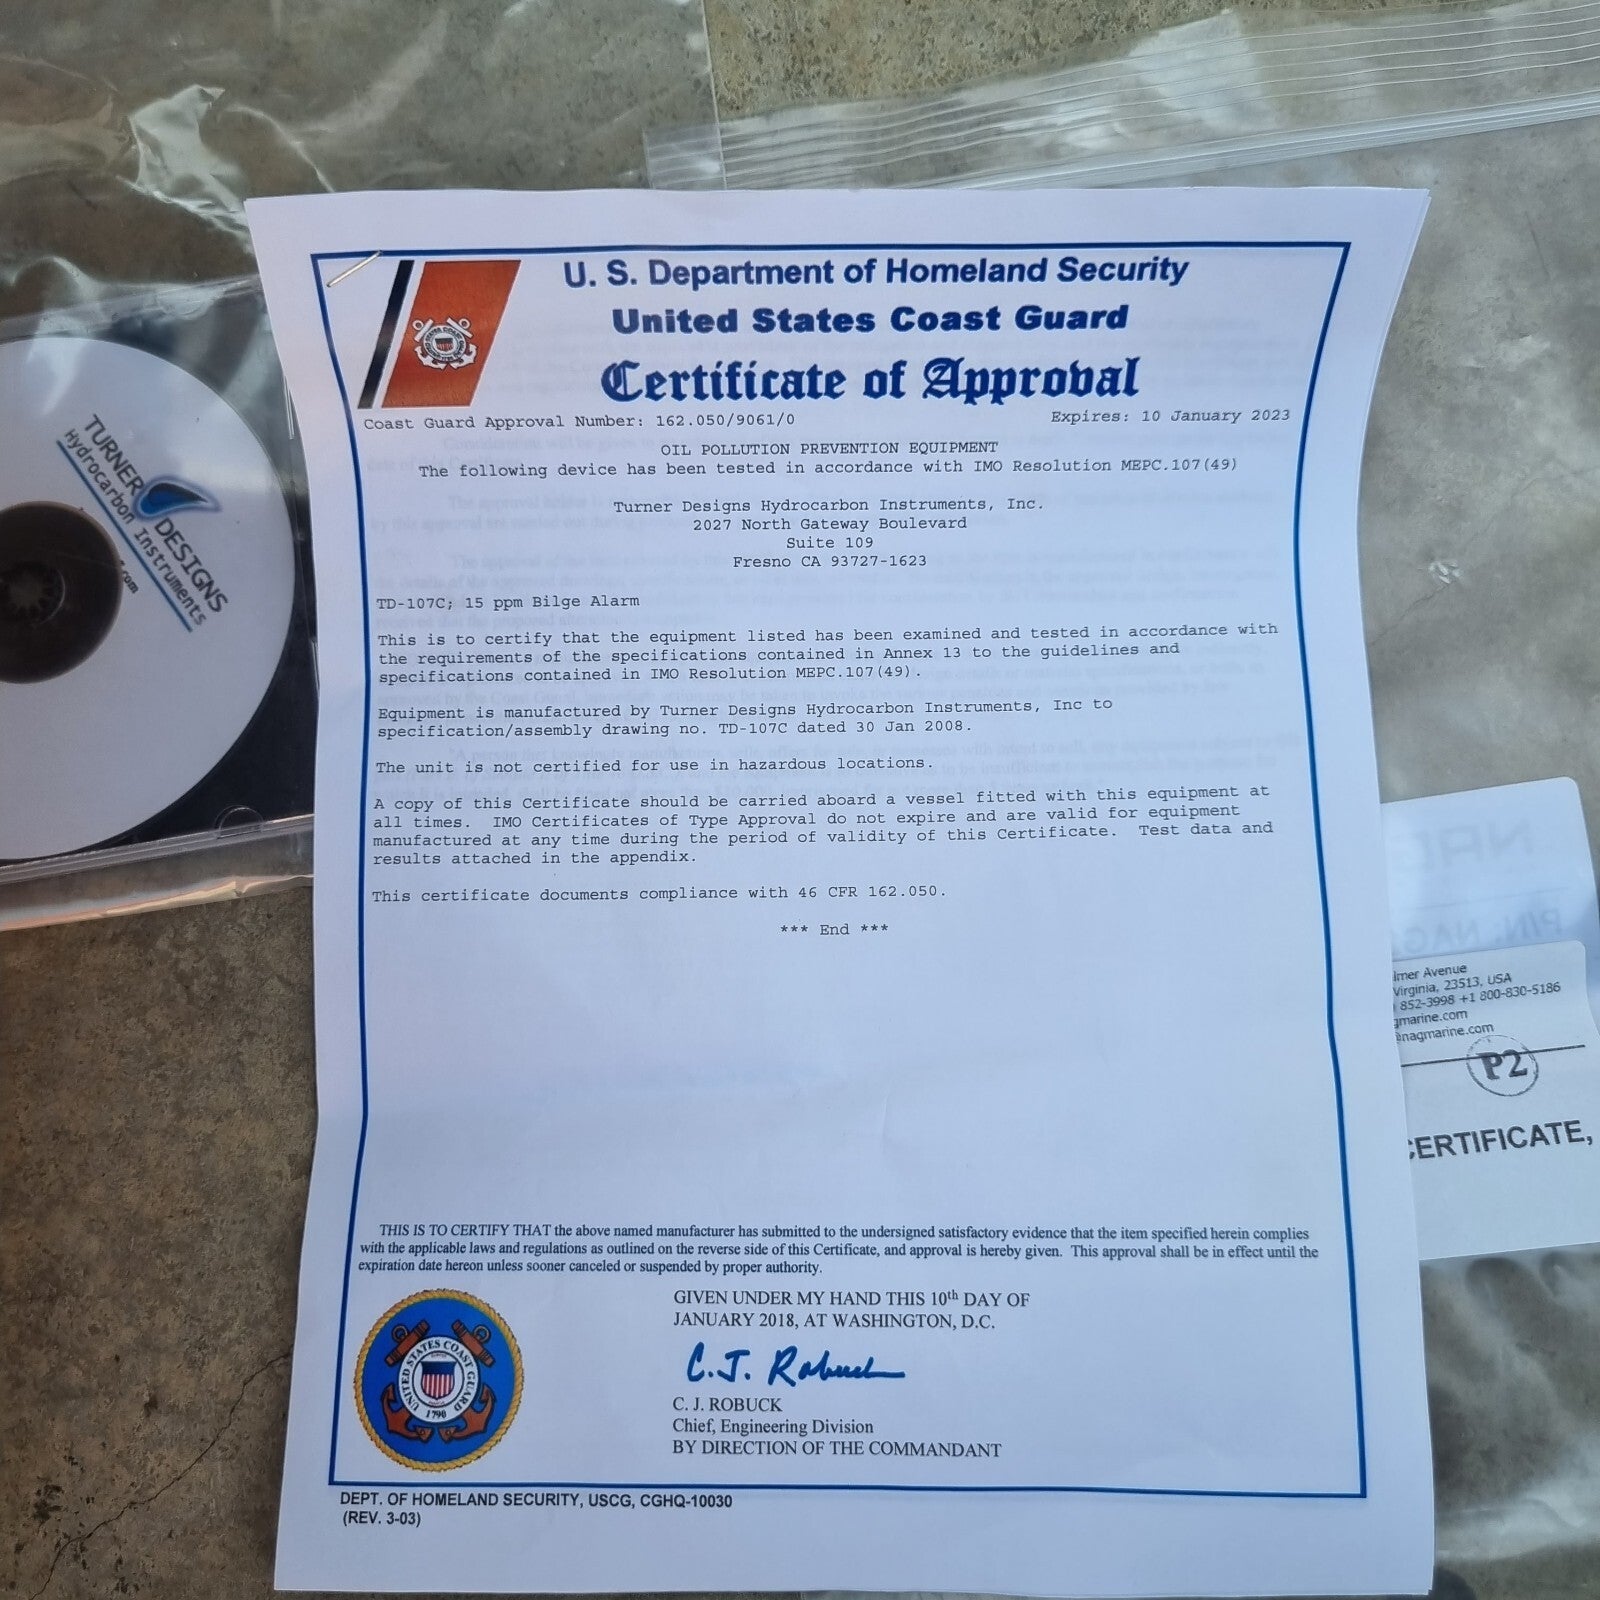 U. S. Department of Homeland Security
United States Coast Guard
Certificate of Approval
Coast Guard Approval Number: 162.050/9061/0
Expires: 10 January 2023
OIL POLLUTION PREVENTION EQUIPMENT
The following device has been tested in accordance with IMO Resolution MEPC.107(49)
Turner Designs Hydrocarbon Instruments, Inc.
2027 North Gateway Boulevard
Suite 109
Fresno CA 93727-1623
TD-107C; 15 ppm Bilge Alarm
This is to certify that the equipment listed has been examined and tested in accordance with
the requirements of the specifications contained in Annex 13 to the guidelines and
specifications contained in IMO Resolution MEPC.107(49).
Equipment is manufactured by Turner Designs Hydrocarbon Instruments, Inc to
specification/assembly drawing no. TD-107C dated 30 Jan 2008.
The unit is not certified for use in hazardous locations.
A copy of this Certificate should be carried aboard a vessel fitted with this equipment at
all times. IMO Certificates of Type Approval do not expire and are valid for equipment
manufactured at any time during the period of validity of this Certificate. Test data and
results attached in the appendix.
This certificate documents compliance with 46 CFR 162.050.
*** End ***
THIS IS TO CERTIFY THAT the above named manufacturer has submitted to the undersigned satisfactory evidence that the item specified herein complies
with the applicable laws and regulations as outlined on the reverse side of this Certificate, and approval is hereby given. This approval shall be in effect until the
expiration date hereon unless sooner canceled or suspended by proper authority.
GIVEN UNDER MY HAND THIS 10th DAY OF
JANUARY 2018, AT WASHINGTON, D.C.
C. J. Robuck
C. J. ROBUCK
Chief, Engineering Division
BY DIRECTION OF THE COMMANDANT
UNITED STATES COAST GUARD
1790
DEPT. OF HOMELAND SECURITY, USCG, CGHQ-10030
(REV. 3-03)
TURNER DESIGNS
Hydrocarbon Instruments
Avenue
Virginia, 23513, USA
852-3998 +1 800-830-5186
gmarine.com
@nagmarine.com
P2
CERTIFICATE,